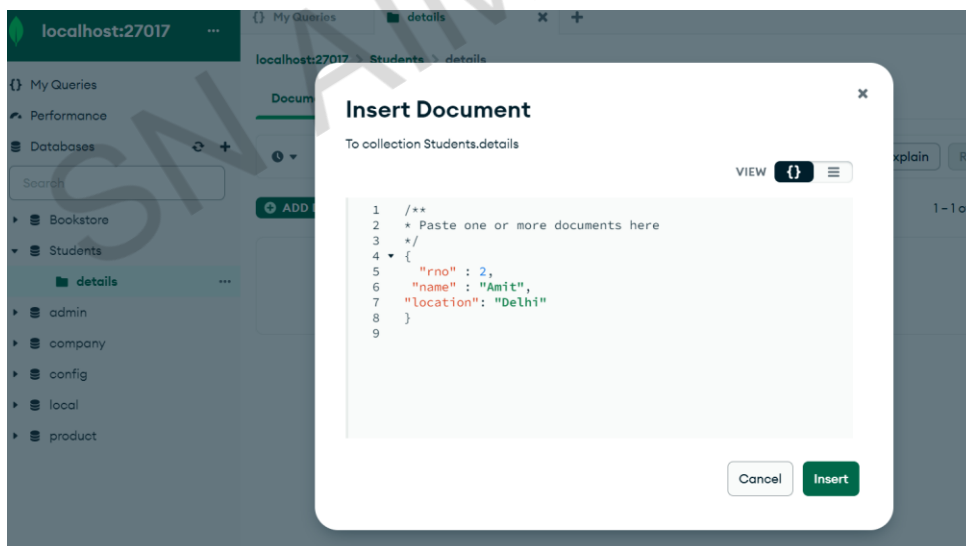 localhost:27017 ...
{} My Queries
details
localhost:27017 > Students > details
{} My Queries
Performance
Databases
Search
Bookstore
Students
details ...
admin
company
config
local
product
Docum
ADD
xplain
R
1 – 1 o
Insert Document
To collection Students.details
VIEW {}
1 /**
2 * Paste one or more documents here
3 */
4 {
5 "rno" : 2,
6 "name" : "Amit",
7 "location": "Delhi"
8 }
9
Cancel
Insert